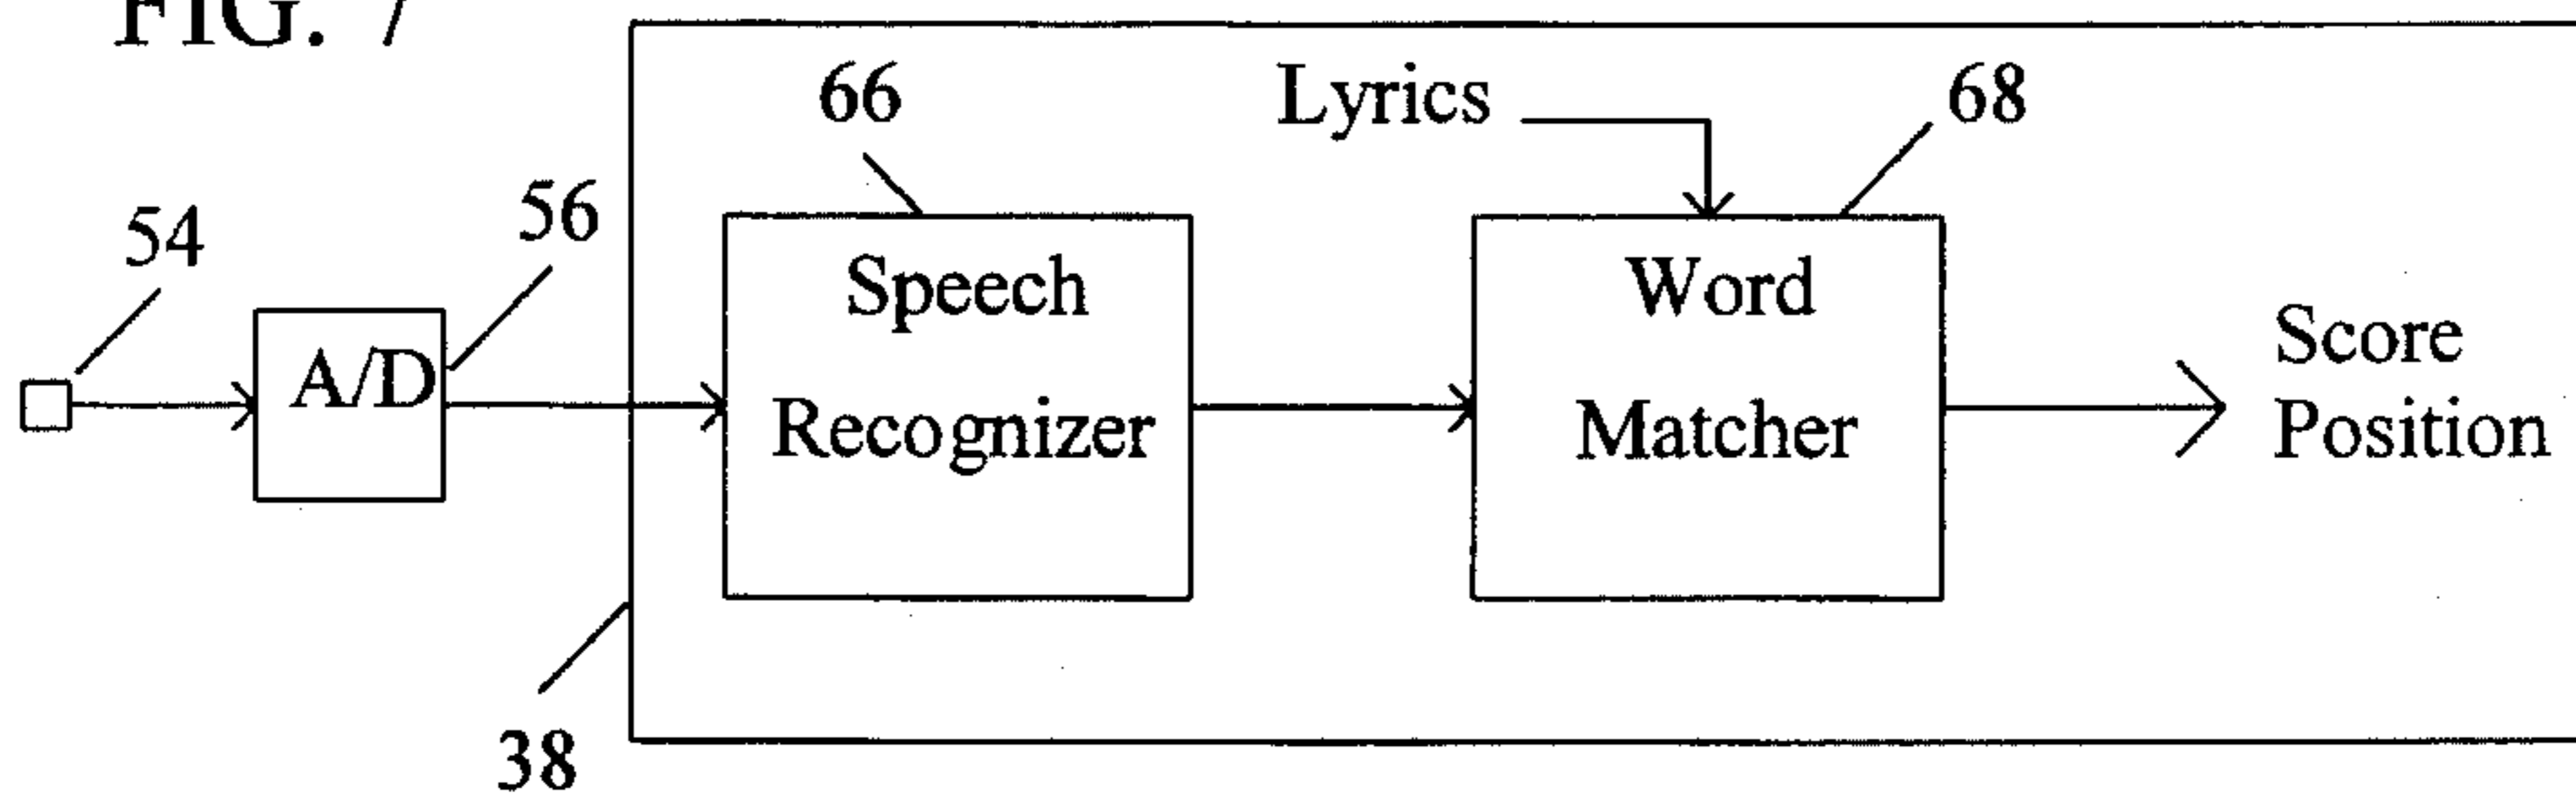 FIG. 7
66
Lyrics
68
54
56
A/D
Speech
Recognizer
Word
Matcher
Score
Position
38